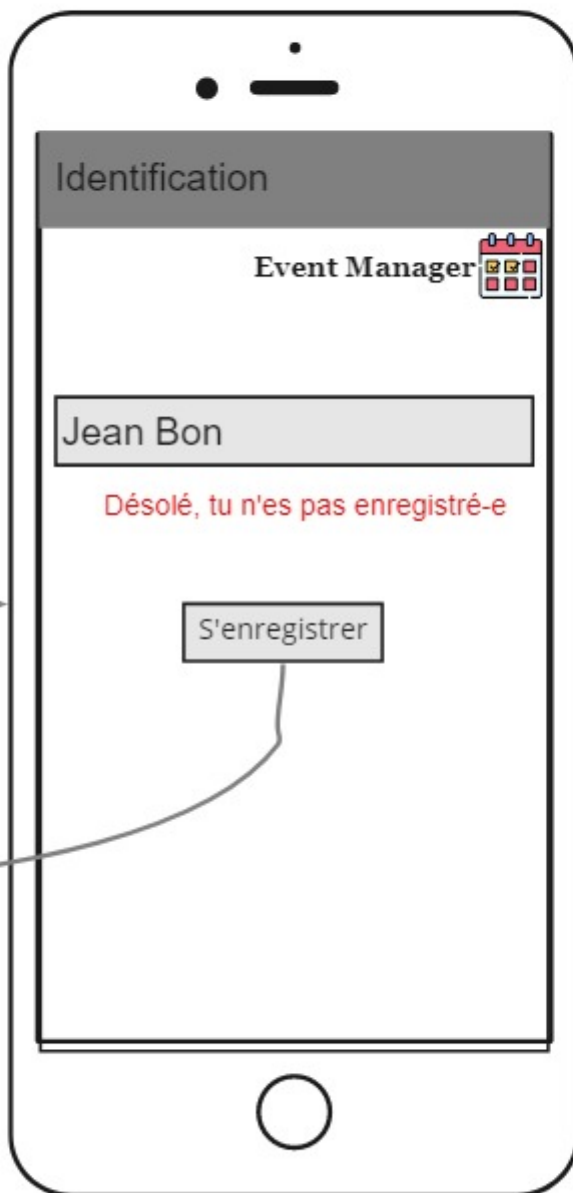 Identification
Event Manager
Jean Bon
Désolé, tu n'es pas enregistré-e
S'enregistrer